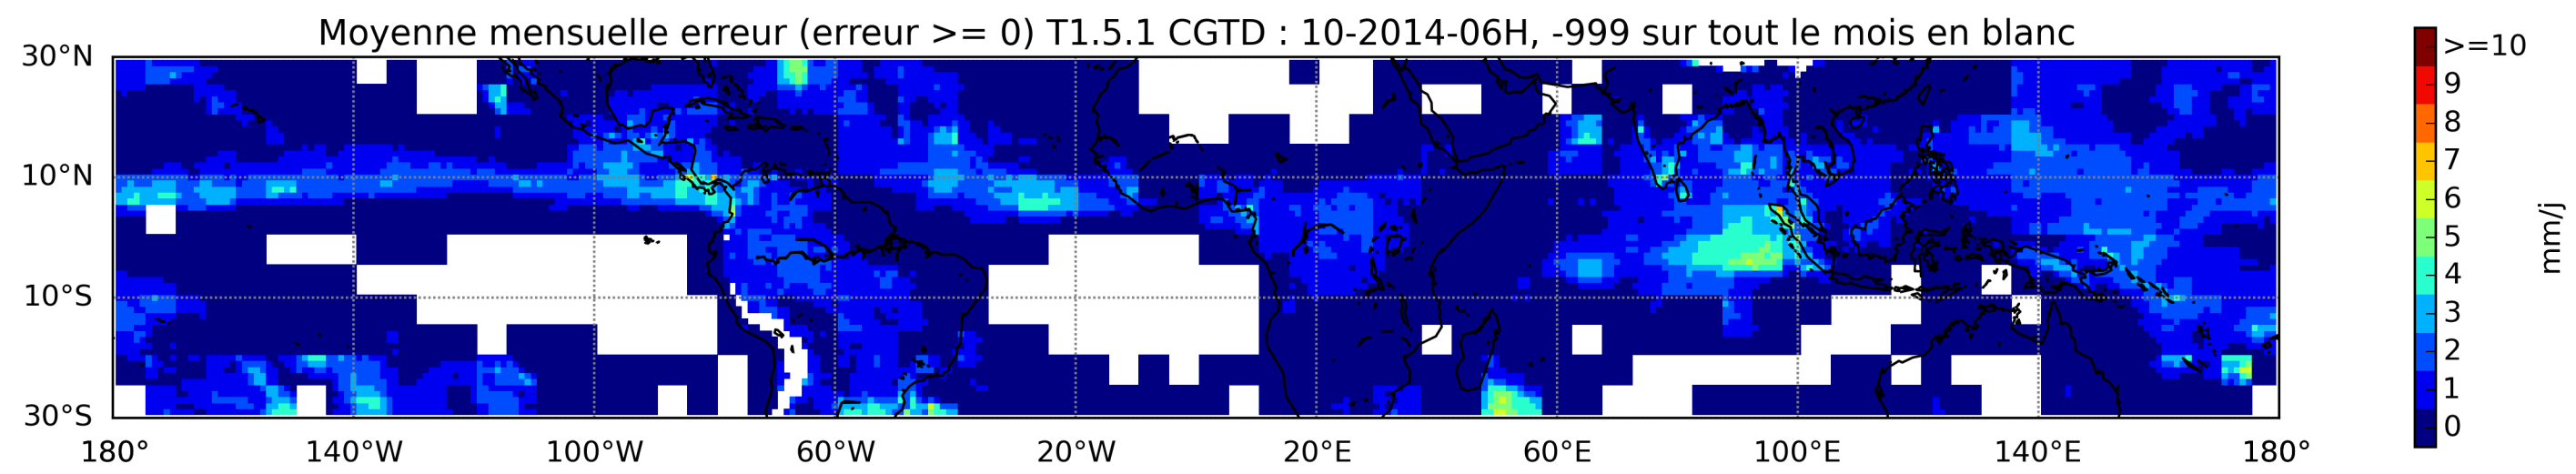 Moyenne mensuelle erreur (erreur >= 0) T1.5.1 CGTD : 10-2014-06H, -999 sur tout le mois en blanc
30°N
10°N
10°S
30°S
180° 140°W 100°W 60°W 20°W 20°E 60°E 100°E 140°E 180°
>=10
9
8
7
6
5
4
3
2
1
0
mm/j